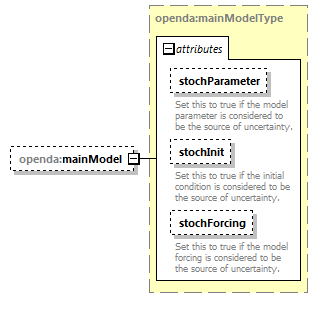 openda:mainModelType
attributes
stochParameter
Set this to true if the model
parameter is considered to
be the source of uncertainty.
stochInit
Set this to true if the initial
condition is considered to be
the source of uncertainty.
openda:mainModel
stochForcing
Set this to true if the model
forcing is considered to be
the source of uncertainty.